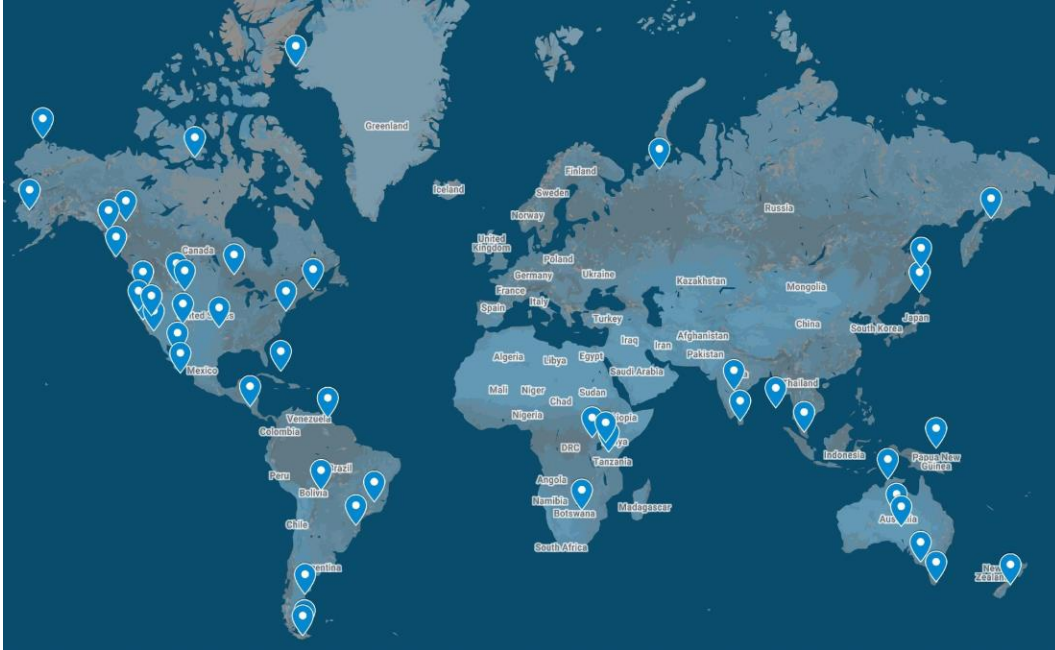 Greenland
Iceland
Finland
Sweden
Norway
Russia
United
Kingdom
Canada
Poland
Germany
Ukraine
Kazakhstan
Mongolia
France
Italy
Spain
Turkey
Japan
South Korea
China
Afghanistan
Iraq
Iran
Pakistan
Algeria
Libya
Egypt
Saudi Arabia
Mexico
Thailand
Mali
Niger
Chad
Sudan
Nigeria
Venezuela
Colombia
DRC
Tanzania
Indonesia
Papua New
Guinea
Peru
Bolivia
Angola
Namibia
Botswana
Madagascar
Chile
South Africa
New